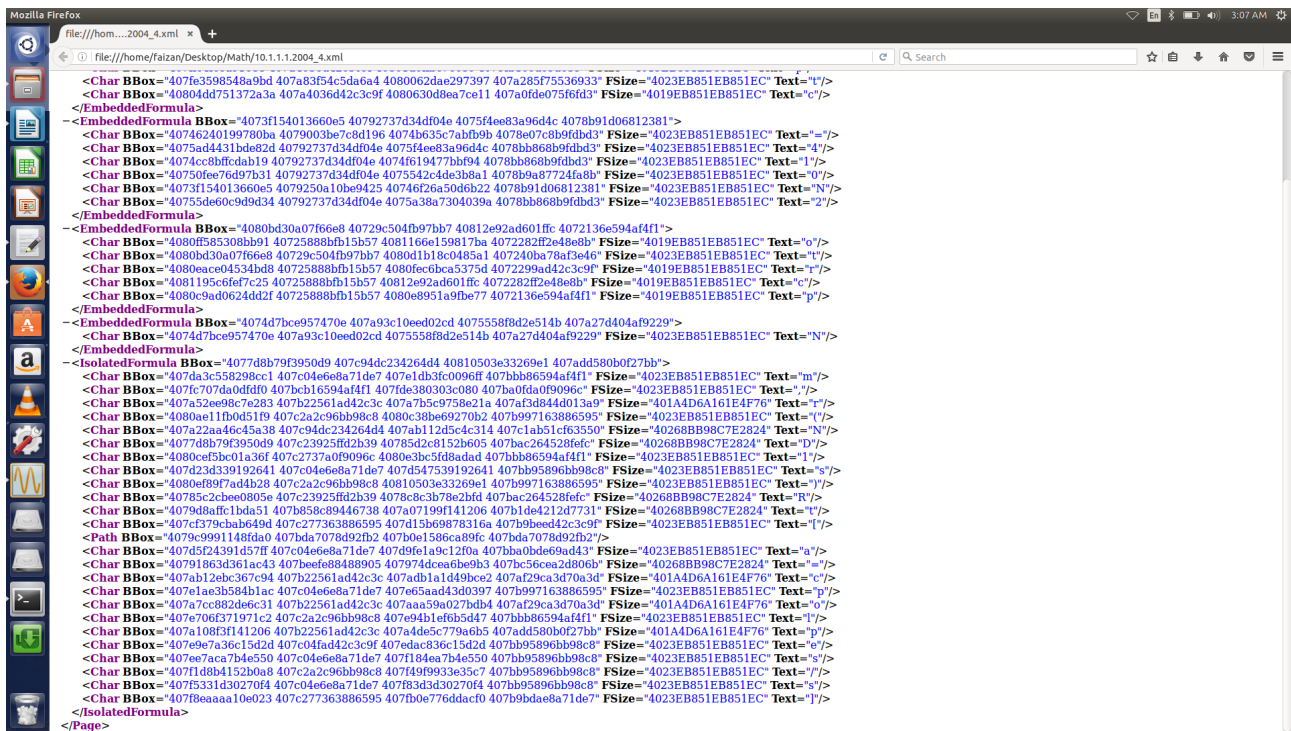 Mozilla Firefox
En 3:07 AM
file:///hom....2004_4.xml × +
file:///home/faizan/Desktop/Math/10.1.1.1.2004_4.xml Search
<Char BBox="407fe3598548a9bd 407a83f54c5da6a4 4080062dae297397 407a285f75536933" FSize="4023EB851EB851EC" Text="t"/>
<Char BBox="40804dd751372a3a 407a4036d42c3c9f 4080630d8ea7ce11 407a0fde075f6fd3" FSize="4019EB851EB851EC" Text="c"/>
</EmbeddedFormula>
−<EmbeddedFormula BBox="4073f154013660e5 40792737d34df04e 4075f4ee83a96d4c 4078b91d06812381">
<Char BBox="40746240199780ba 4079003be7c8d196 4074b635c7abfb9b 4078e07c8b9fdbd3" FSize="4023EB851EB851EC" Text="="/>
<Char BBox="4075ad4431bde82d 40792737d34df04e 4075f4ee83a96d4c 4078bb868b9fdbd3" FSize="4023EB851EB851EC" Text="4"/>
<Char BBox="4074cc8bffcdab19 40792737d34df04e 4074f619477bbf94 4078bb868b9fdbd3" FSize="4023EB851EB851EC" Text="1"/>
<Char BBox="40750fee76d97b31 40792737d34df04e 4075542c4de3b8a1 4078b9a87724fa8b" FSize="4023EB851EB851EC" Text="0"/>
<Char BBox="4073f154013660e5 4079250a10be9425 40746f26a50d6b22 4078b91d06812381" FSize="4023EB851EB851EC" Text="N"/>
<Char BBox="40755de60c9d9d34 40792737d34df04e 4075a38a7304039a 4078bb868b9fdbd3" FSize="4023EB851EB851EC" Text="2"/>
</EmbeddedFormula>
−<EmbeddedFormula BBox="4080bd30a07f66e8 40729c504fb97bb7 40812e92ad601ffc 4072136e594af4f1">
<Char BBox="4080ff585308bb91 40725888bfb15b57 4081166e159817ba 4072282ff2e48e8b" FSize="4019EB851EB851EC" Text="o"/>
<Char BBox="4080bd30a07f66e8 40729c504fb97bb7 4080d1b18c0485a1 407240ba78af3e46" FSize="4019EB851EB851EC" Text="t"/>
<Char BBox="4080eace04534bd8 40725888bfb15b57 4080fec6bca5375d 4072299ad42c3c9f" FSize="4019EB851EB851EC" Text="r"/>
<Char BBox="4081195c6fef7c25 40725888bfb15b57 40812e92ad601ffc 4072282ff2e48e8b" FSize="4019EB851EB851EC" Text="c"/>
<Char BBox="4080c9ad0624dd2f 40725888bfb15b57 4080e8951a9fbe77 4072136e594af4f1" FSize="4019EB851EB851EC" Text="p"/>
</EmbeddedFormula>
−<EmbeddedFormula BBox="4074d7bce957470e 407a93c10eed02cd 4075558f8d2e514b 407a27d404af9229">
<Char BBox="4074d7bce957470e 407a93c10eed02cd 4075558f8d2e514b 407a27d404af9229" FSize="4023EB851EB851EC" Text="N"/>
</EmbeddedFormula>
−<IsolatedFormula BBox="4077d8b79f3950d9 407c94dc234264d4 40810503e33269e1 407add580b0f27bb">
<Char BBox="407da3c558298cc1 407c04e6e8a71de7 407e1db3fc0096ff 407bbb86594af4f1" FSize="4023EB851EB851EC" Text="m"/>
<Char BBox="407fc707da0dfdf0 407bcb16594af4f1 407fde380303c080 407ba0fda0f9096c" FSize="4023EB851EB851EC" Text=","/>
<Char BBox="407a52ee98c7e283 407b22561ad42c3c 407a7b5c9758e21a 407af3d844d013a9" FSize="401A4D6A161E4F76" Text="r"/>
<Char BBox="4080ae11fb0d51f9 407c2a2c96bb98c8 4080c38be69270b2 407b997163886595" FSize="4023EB851EB851EC" Text="("/>
<Char BBox="407a22aa46c45a38 407c94dc234264d4 407ab112d5c4c314 407c1ab51cf63550" FSize="40268BB98C7E2824" Text="N"/>
<Char BBox="4077d8b79f3950d9 407c23925ffd2b39 40785d2c8152b605 407bac264528fefc" FSize="40268BB98C7E2824" Text="D"/>
<Char BBox="4080cef5bc01a36f 407c2737a0f9096c 4080e3bc5fd8adad 407bbb86594af4f1" FSize="4023EB851EB851EC" Text="1"/>
<Char BBox="407d23d339192641 407c04e6e8a71de7 407d547539192641 407bb95896bb98c8" FSize="4023EB851EB851EC" Text="s"/>
<Char BBox="4080ef89f7ad4b28 407c2a2c96bb98c8 40810503e33269e1 407b997163886595" FSize="4023EB851EB851EC" Text=")"/>
<Char BBox="40785c2cbee0805e 407c23925ffd2b39 4078c8c3b78e2bfd 407bac264528fefc" FSize="40268BB98C7E2824" Text="R"/>
<Char BBox="4079d8affc1bda51 407b858c89446738 407a07199f141206 407b1de4212d7731" FSize="40268BB98C7E2824" Text="t"/>
<Char BBox="407cf379cbab649d 407c277363886595 407d15b69878316a 407b9beed42c3c9f" FSize="4023EB851EB851EC" Text="["/>
<Path BBox="4079c9991148fda0 407bda7078d92fb2 407b0e1586ca89fc 407bda7078d92fb2"/>
<Char BBox="407d5f24391d57ff 407c04e6e8a71de7 407d9fe1a9c12f0a 407bba0bde69ad43" FSize="4023EB851EB851EC" Text="a"/>
<Char BBox="40791863d361ac43 407beefe88488905 407974dcea6be9b3 407bc56cea2d806b" FSize="40268BB98C7E2824" Text="="/>
<Char BBox="407ab12ebc367c94 407b22561ad42c3c 407adb1a1d49bce2 407af29ca3d70a3d" FSize="401A4D6A161E4F76" Text="c"/>
<Char BBox="407e1ae3b584b1ac 407c04e6e8a71de7 407e65aad43d0397 407b997163886595" FSize="4023EB851EB851EC" Text="p"/>
<Char BBox="407a7cc882de6c31 407b22561ad42c3c 407aaa59a027bdb4 407af29ca3d70a3d" FSize="401A4D6A161E4F76" Text="o"/>
<Char BBox="407e706f371971c2 407c2a2c96bb98c8 407e94b1ef6b5d47 407bbb86594af4f1" FSize="4023EB851EB851EC" Text="l"/>
<Char BBox="407a108f3f141206 407b22561ad42c3c 407a4de5c779a6b5 407add580b0f27bb" FSize="401A4D6A161E4F76" Text="p"/>
<Char BBox="407e9e7a36c15d2d 407c04fad42c3c9f 407edac836c15d2d 407bb95896bb98c8" FSize="4023EB851EB851EC" Text="e"/>
<Char BBox="407ee7aca7b4e550 407c04e6e8a71de7 407f184ea7b4e550 407bb95896bb98c8" FSize="4023EB851EB851EC" Text="s"/>
<Char BBox="407f1d8b4152b0a8 407c2a2c96bb98c8 407f49f9933e35c7 407bb95896bb98c8" FSize="4023EB851EB851EC" Text="/"/>
<Char BBox="407f5331d30270f4 407c04e6e8a71de7 407f83d3d30270f4 407bb95896bb98c8" FSize="4023EB851EB851EC" Text="s"/>
<Char BBox="407f8eaaaa10e023 407c277363886595 407fb0e776ddacf0 407b9bdae8a71de7" FSize="4023EB851EB851EC" Text="]"/>
</IsolatedFormula>
</Page>